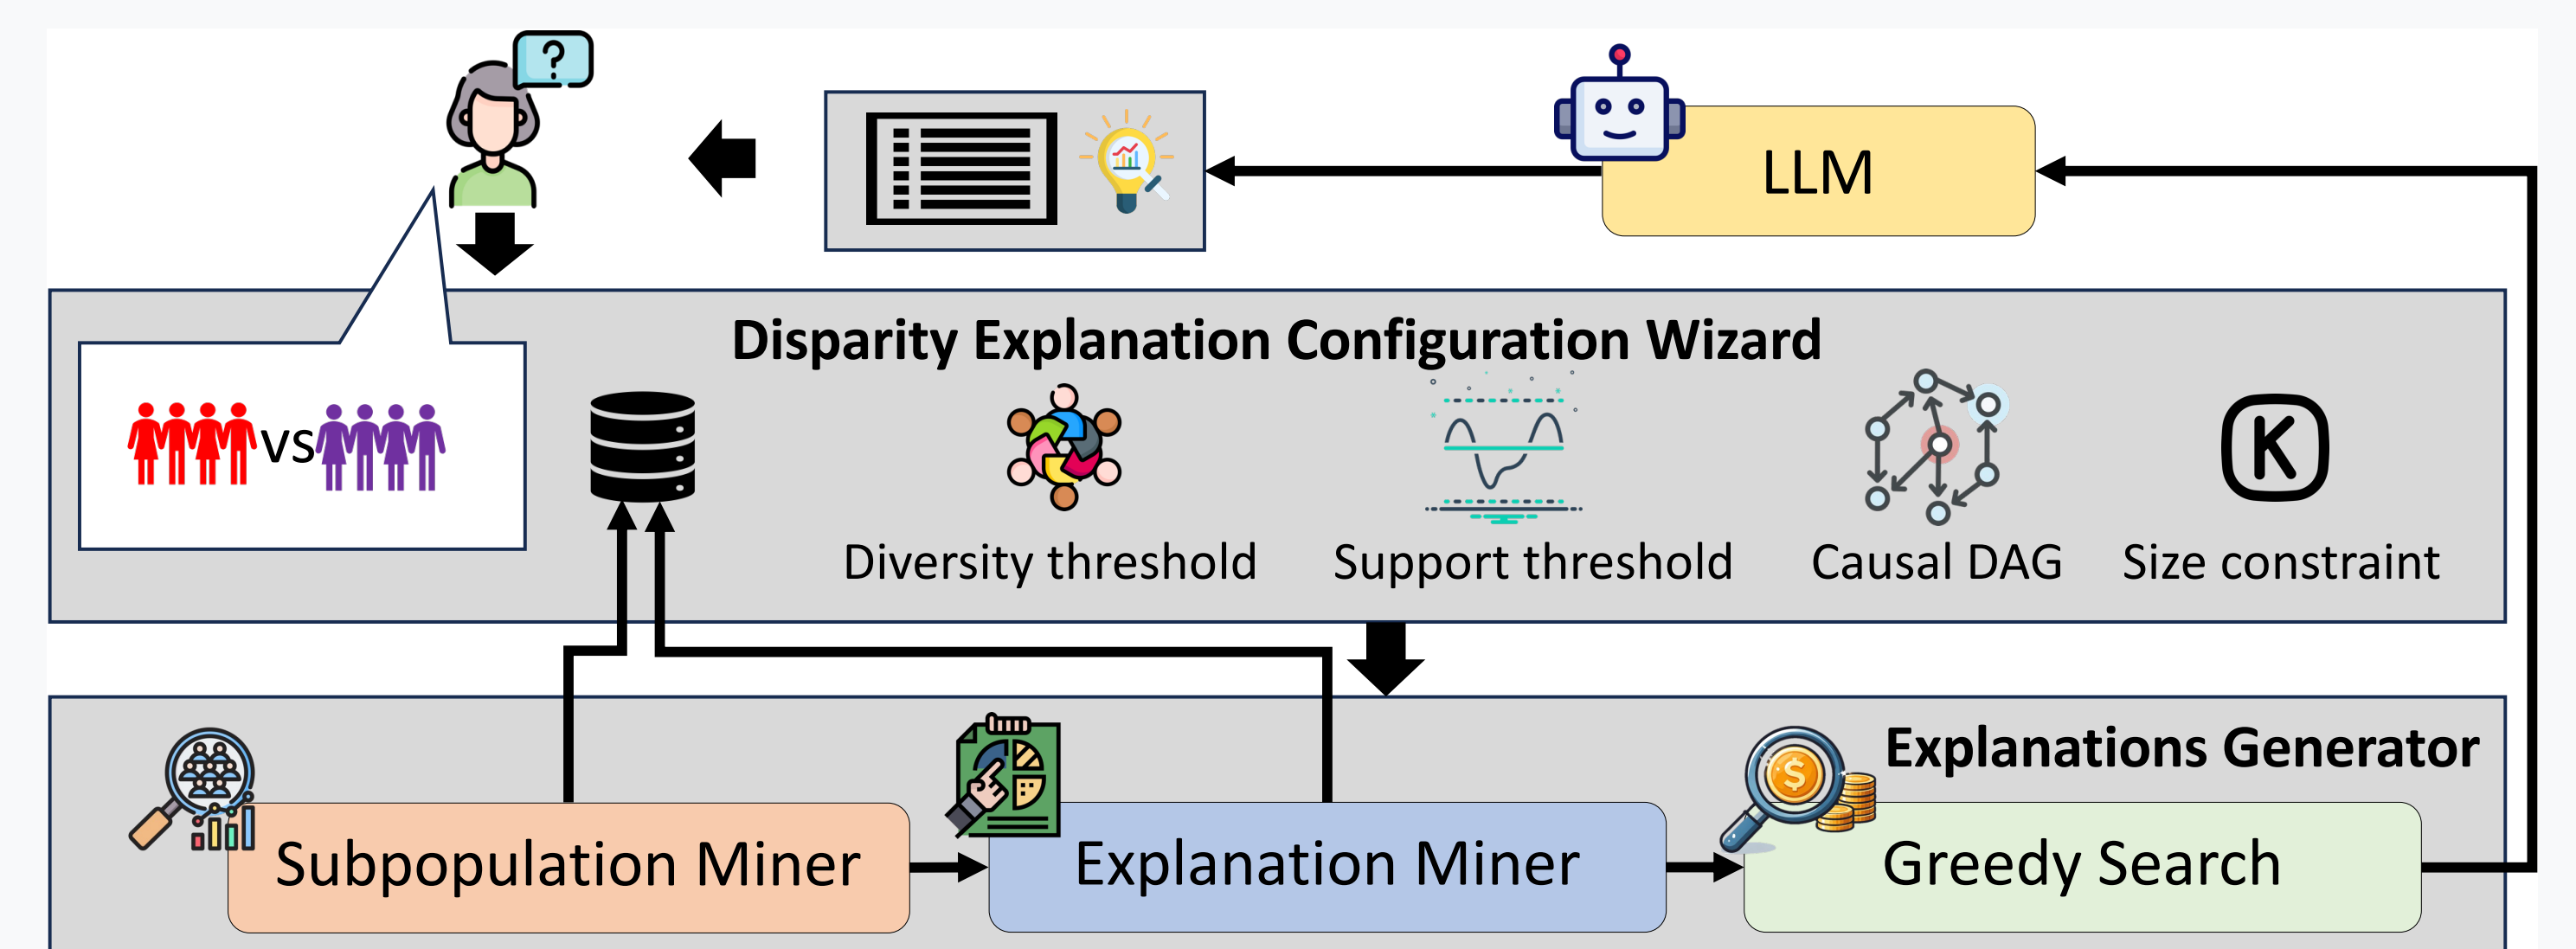 ?
LLM
Disparity Explanation Configuration Wizard
vs
K
Diversity threshold
Support threshold
Causal DAG
Size constraint
Explanations Generator
$
Subpopulation Miner
Explanation Miner
Greedy Search